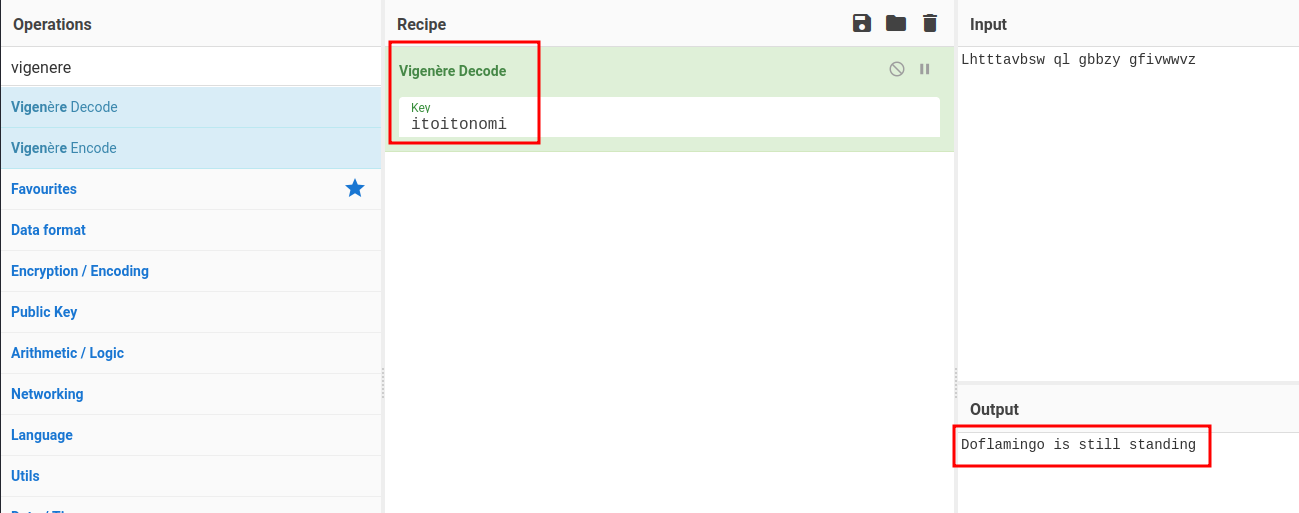 Operations
vigenere
Vigenère Decode
Vigenère Encode
Favourites
Data format
Encryption / Encoding
Public Key
Arithmetic / Logic
Networking
Language
Utils
Recipe
Vigenère Decode
Key
itoitonomi
Input
Lhtttavbsw ql gbbzy gfivwwvz
Output
Doflamingo is still standing